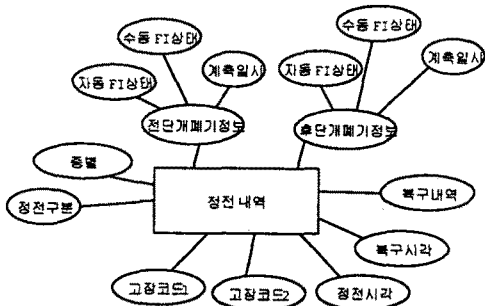 수동 FI상태
수동 FI상태
자동 FI상태
계측일시
자동 FI상태
계측일시
전단개폐기정보
후단개폐기정보
종별
정전구분
정전 내역
복구내역
복구시각
고장코드1
고장코드2
정전시각